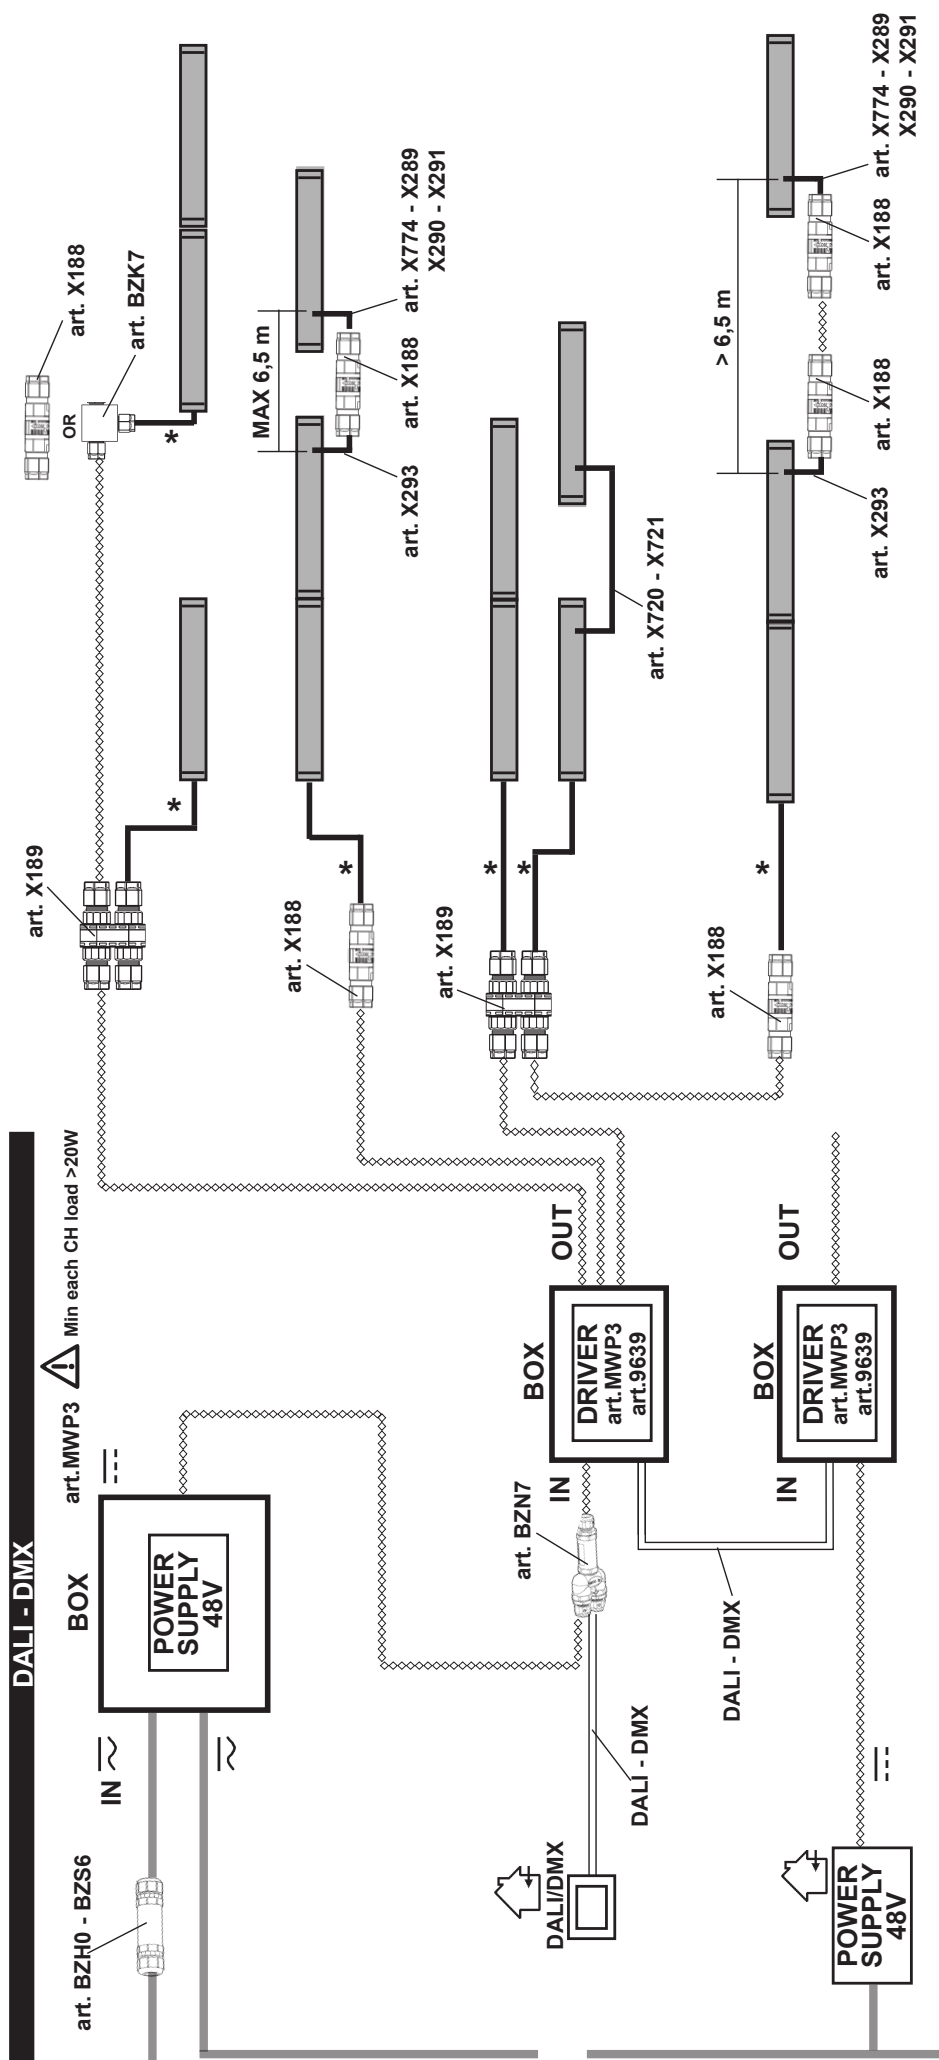 DALI - DMX
art. BZH0 - BZS6
IN
BOX
POWER
SUPPLY
48V
art.MWP3
Min each CH load >20W
art. X189
*
OR
art. X188
art. BZK7
*
art. X188
*
MAX 6,5 m
art. X293
art. X188
art. X774 - X289
X290 - X291
DALI/DMX
DALI - DMX
art. BZN7
IN
BOX
DRIVER
art.MWP3
art.9639
OUT
art. X189
*
*
art. X720 - X721
DALI - DMX
POWER
SUPPLY
48V
IN
BOX
DRIVER
art.MWP3
art.9639
OUT
art. X188
*
> 6,5 m
art. X293
art. X188
art. X188
art. X774 - X289
X290 - X291